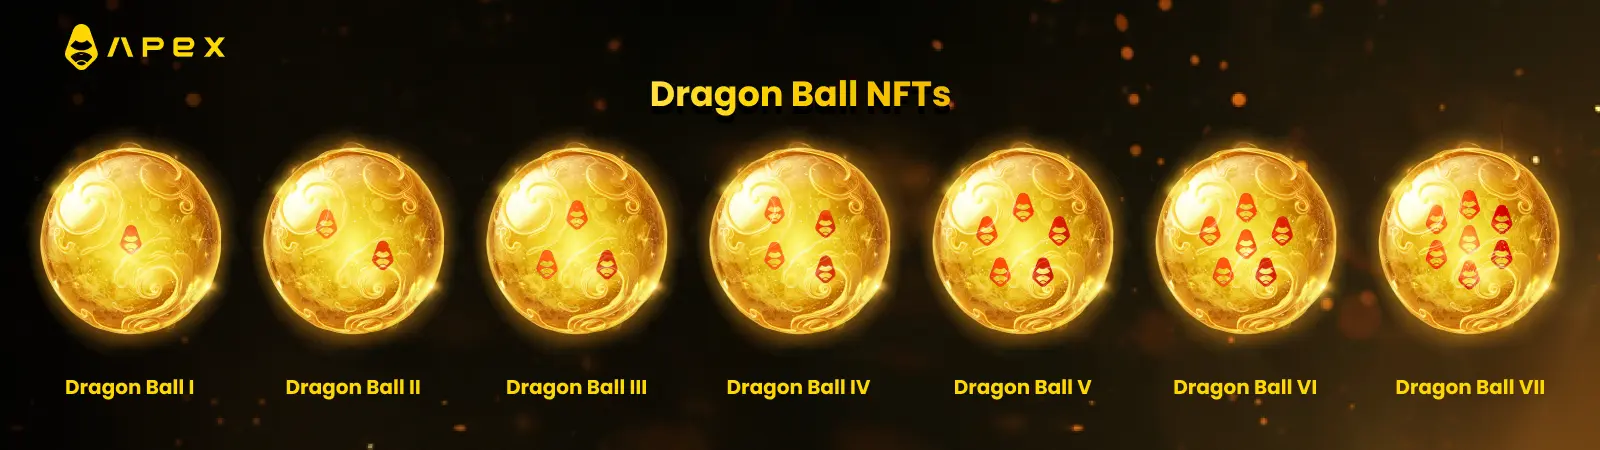 APEX
Dragon Ball NFTs
Dragon Ball I
Dragon Ball II
Dragon Ball III
Dragon Ball IV
Dragon Ball V
Dragon Ball VI
Dragon Ball VII